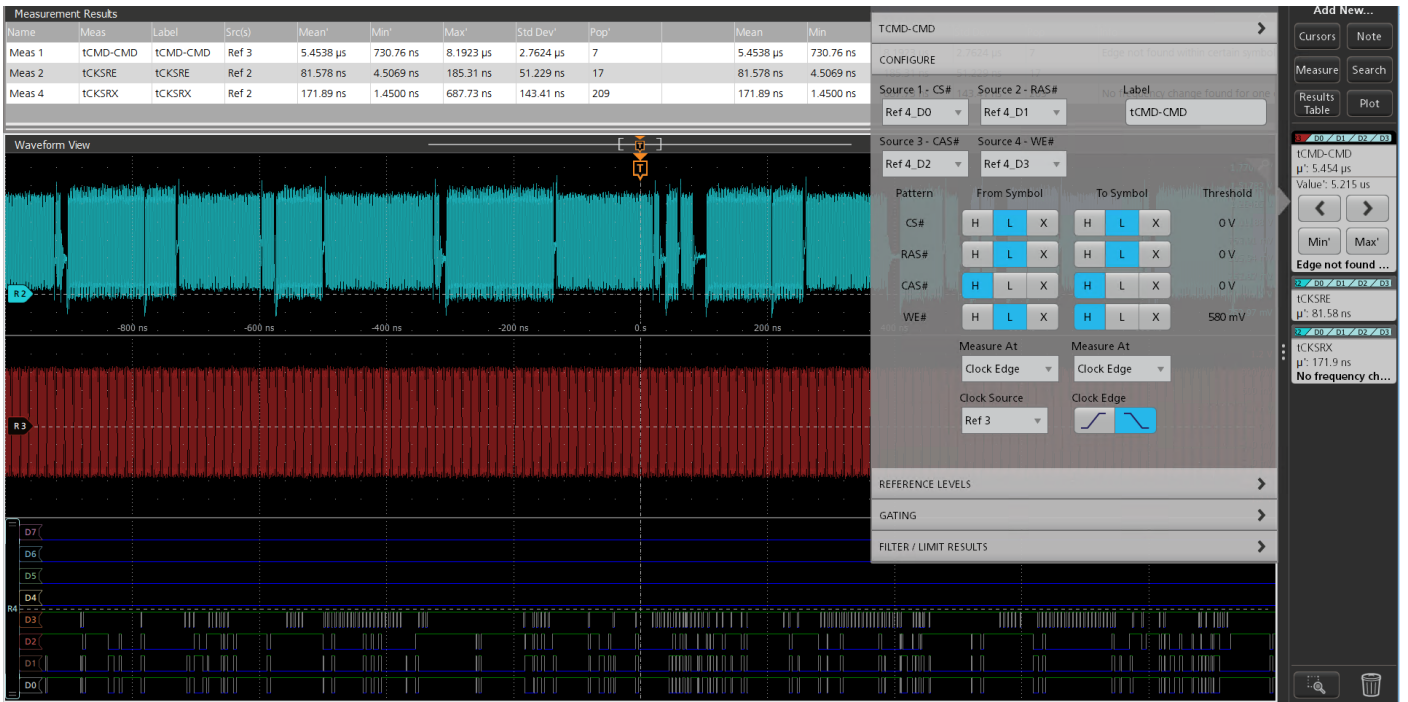 Measurement Results
Name Meas Label Src(s) Mean' Min' Max' Std Dev' Pop' Mean Min
Meas 1 tCMD-CMD tCMD-CMD Ref 3 5.4538 µs 730.76 ns 8.1923 µs 2.7624 µs 7 5.4538 µs 730.76 ns
Meas 2 tCKSRE tCKSRE Ref 2 81.578 ns 4.5069 ns 185.31 ns 51.229 ns 17 81.578 ns 4.5069 ns
Meas 4 tCKSRX tCKSRX Ref 2 171.89 ns 1.4500 ns 687.73 ns 143.41 ns 209 171.89 ns 1.4500 ns
Waveform View
T
T
R2
-800 ns -600 ns -400 ns -200 ns 0 s 200 ns
R3
D7
D6
D5
D4
R4
D3
D2
D1
D0
TCMD-CMD
CONFIGURE
Source 1 - CS# Source 2 - RAS# Label
Ref 4_D0 Ref 4_D1 tCMD-CMD
Source 3 - CAS# Source 4 - WE#
Ref 4_D2 Ref 4_D3
Pattern From Symbol To Symbol Threshold
CS# H L X H L X 0 V
RAS# H L X H L X 0 V
CAS# H L X H L X 0 V
WE# H L X H L X 580 mV
Measure At Measure At
Clock Edge Clock Edge
Clock Source Clock Edge
Ref 3
REFERENCE LEVELS
GATING
FILTER / LIMIT RESULTS
Add New...
Cursors Note
Measure Search
Results Table Plot
D0 D1 D2 D3
tCMD-CMD
µ': 5.454 µs
Value': 5.215 us
Min' Max'
Edge not found ...
D0 D1 D2 D3
tCKSRE
µ': 81.58 ns
D0 D1 D2 D3
tCKSRX
µ': 171.9 ns
No frequency ch...